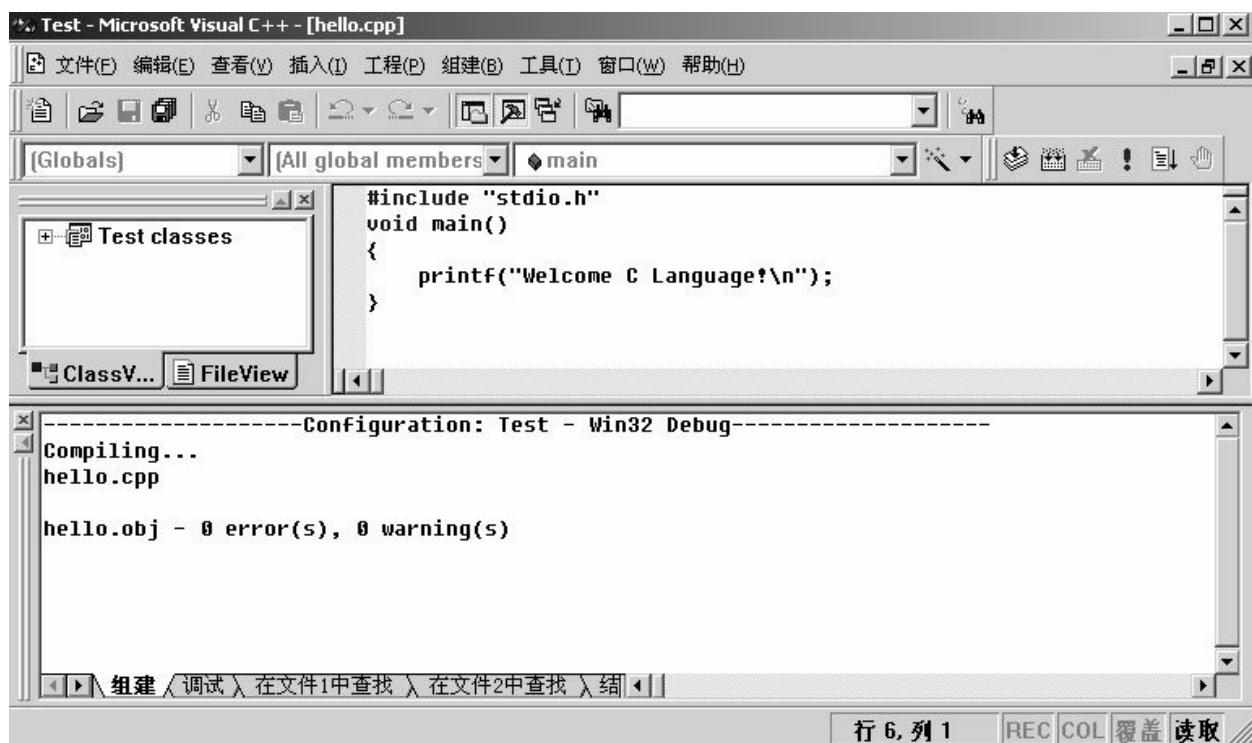 Test - Microsoft Visual C++ - [hello.cpp]
文件(F) 编辑(E) 查看(V) 插入(I) 工程(P) 组建(B) 工具(T) 窗口(W) 帮助(H)
[Globals] [All global members main
Test classes
ClassV... FileView
#include "stdio.h"
void main()
{
    printf("Welcome C Language!\n");
}
--------------------Configuration: Test - Win32 Debug--------------------
Compiling...
hello.cpp
hello.obj - 0 error(s), 0 warning(s)
组建 调试 在文件1中查找 在文件2中查找 结
行 6, 列 1 REC COL 覆盖 读取